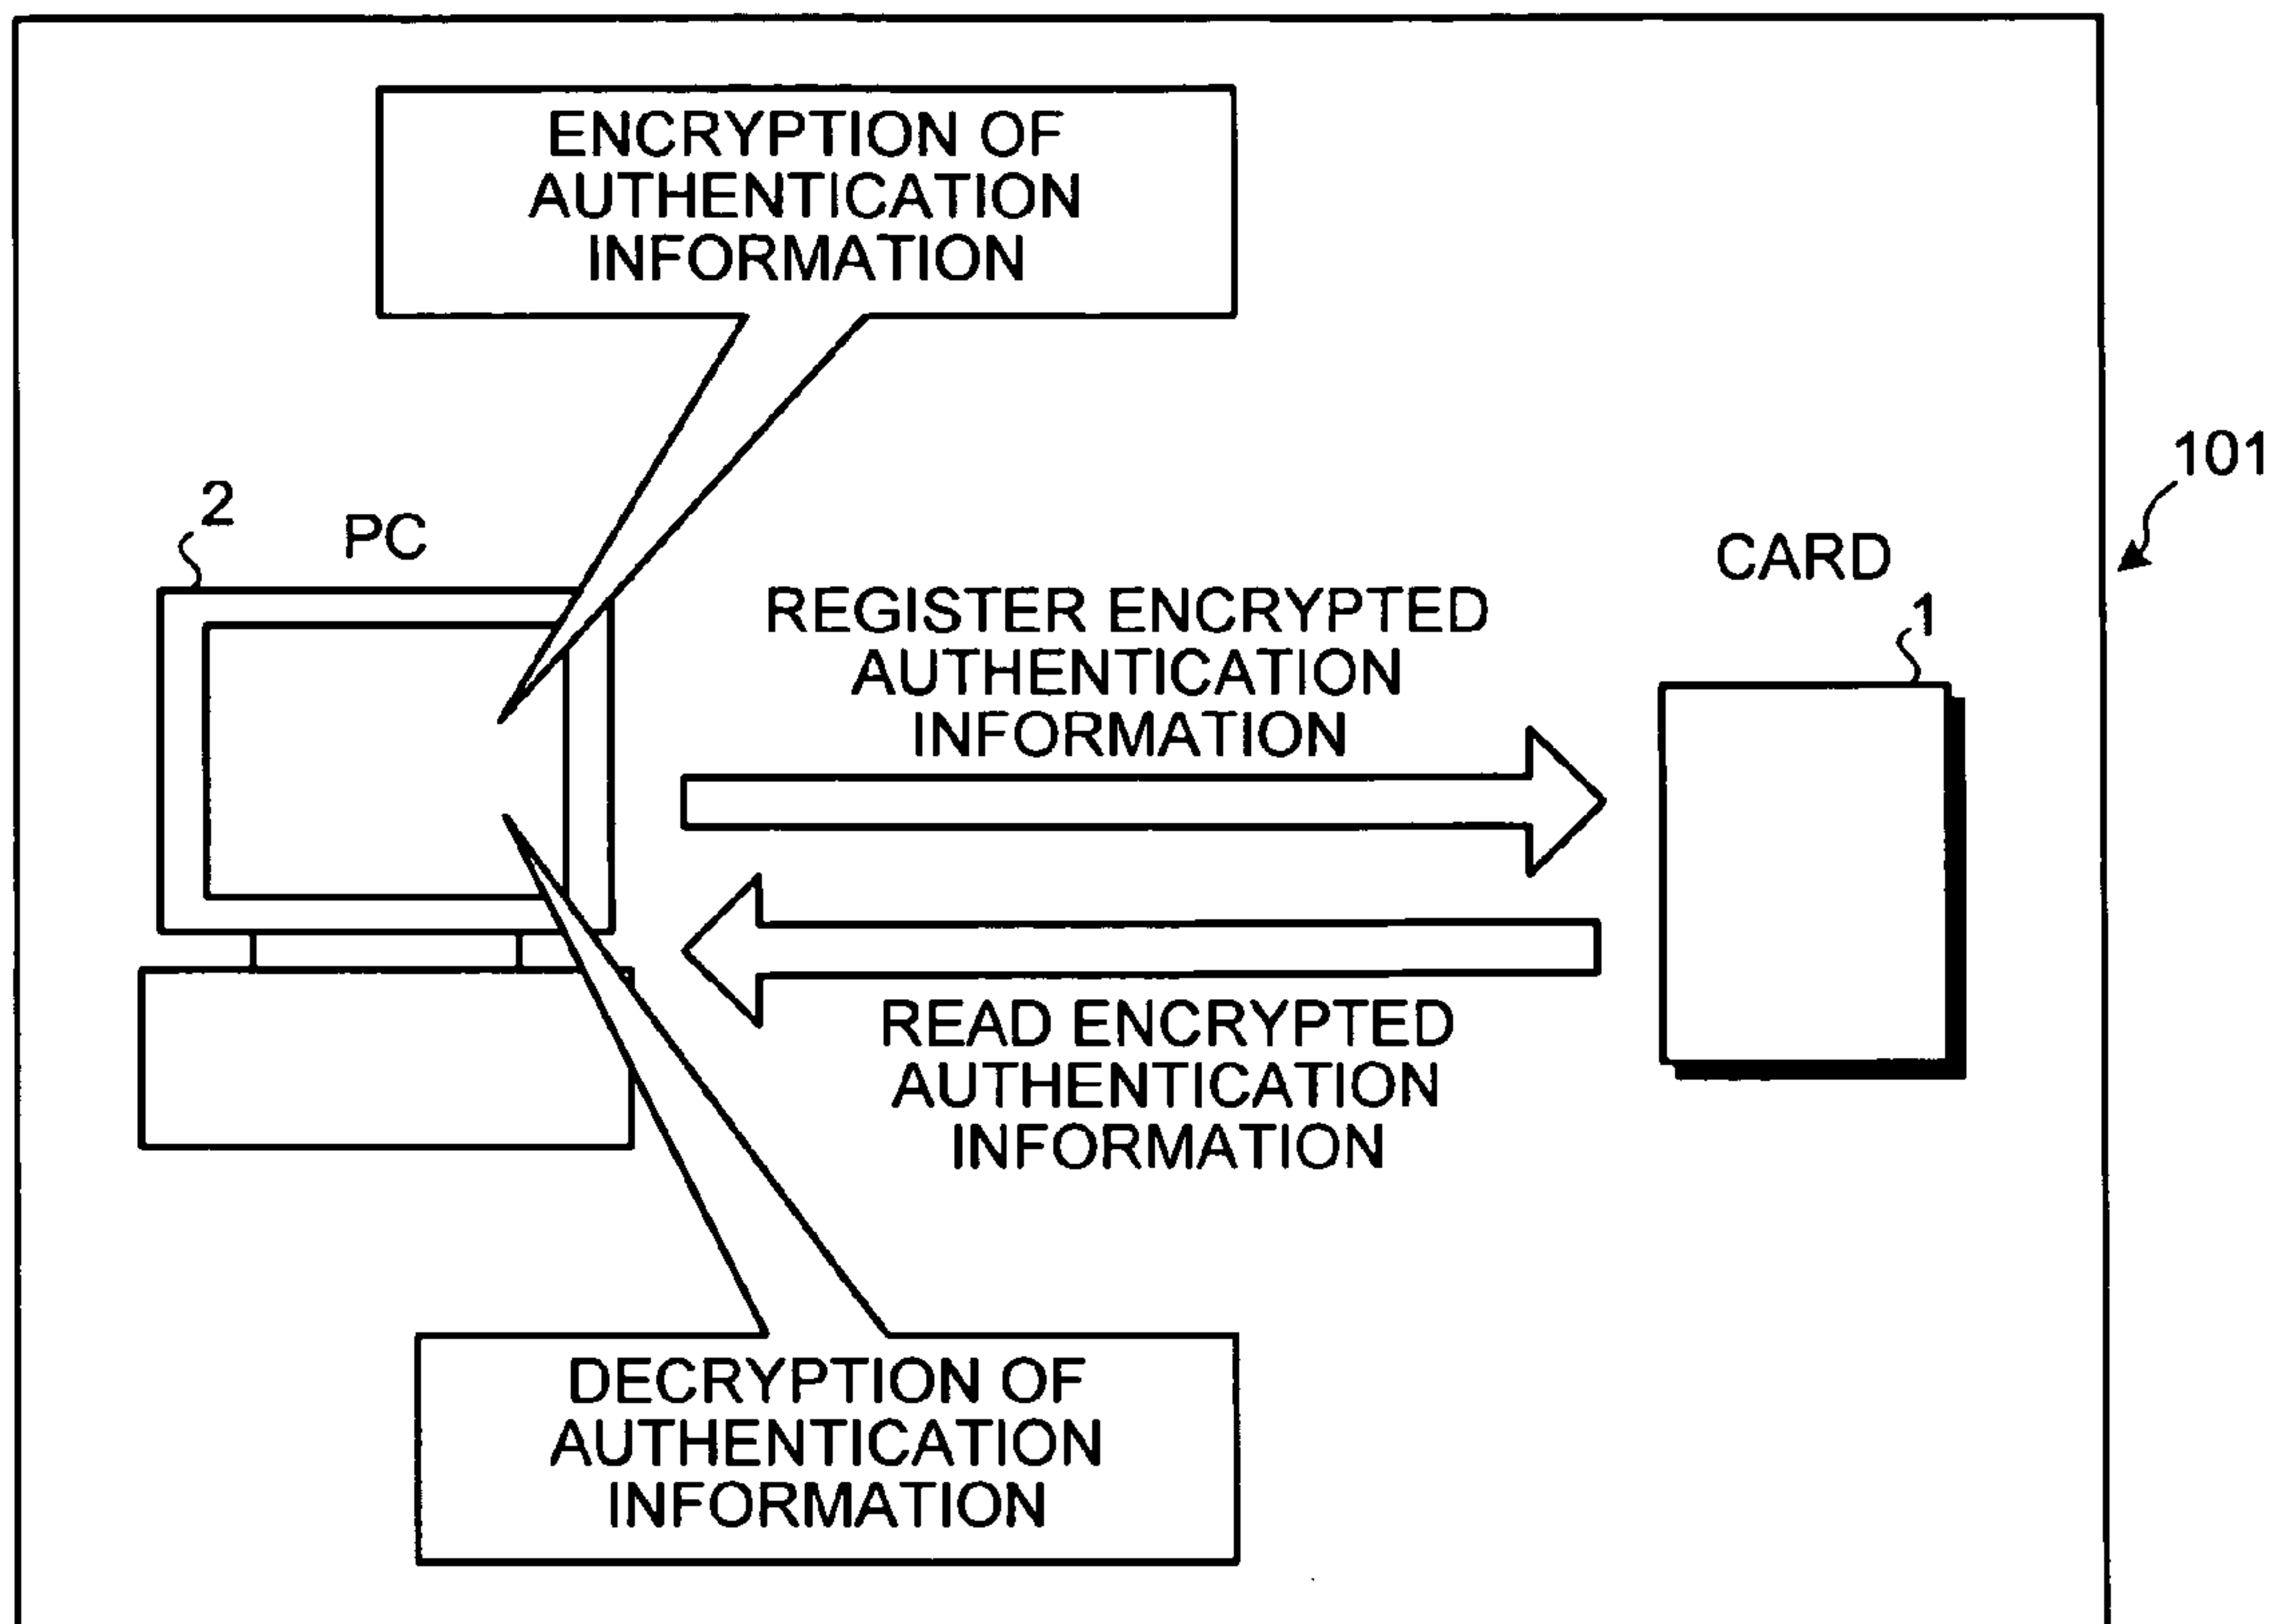 ENCRYPTION OF
AUTHENTICATION
INFORMATION
101
2
PC
CARD
1
REGISTER ENCRYPTED
AUTHENTICATION
INFORMATION
READ ENCRYPTED
AUTHENTICATION
INFORMATION
DECRYPTION OF
AUTHENTICATION
INFORMATION